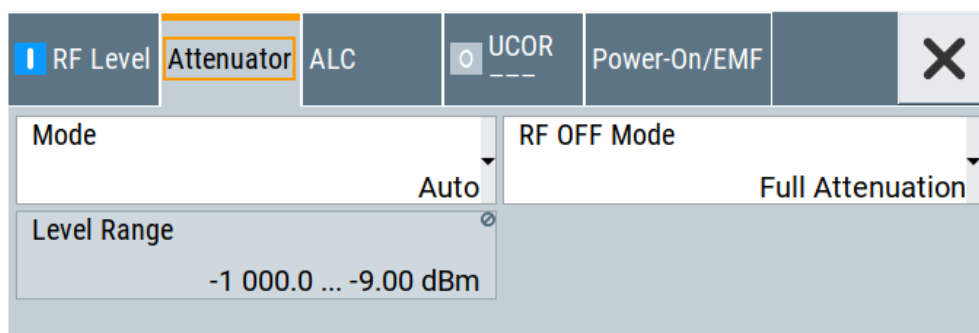 RF Level Attenuator ALC UCOR Power-On/EMF
---
Mode
Auto
RF OFF Mode
Full Attenuation
Level Range
-1 000.0 ... -9.00 dBm